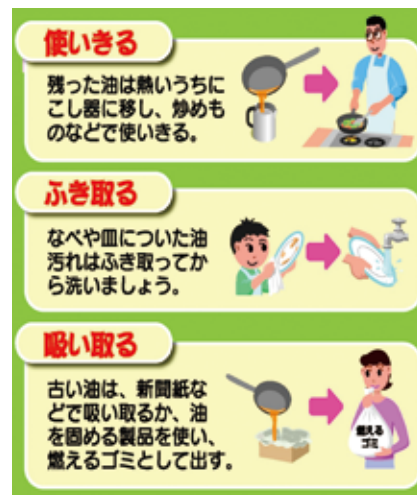 使いきる
残った油は熱いうちに
こし器に移し、炒めも
のなどで使いきる。
ふき取る
なべや皿についた油
汚れはふき取ってか
ら洗いましょう。
吸い取る
古い油は、新聞紙な
どで吸い取るか、油
を固める製品を使い、
燃えるゴミとして出す。
燃える
ゴミ